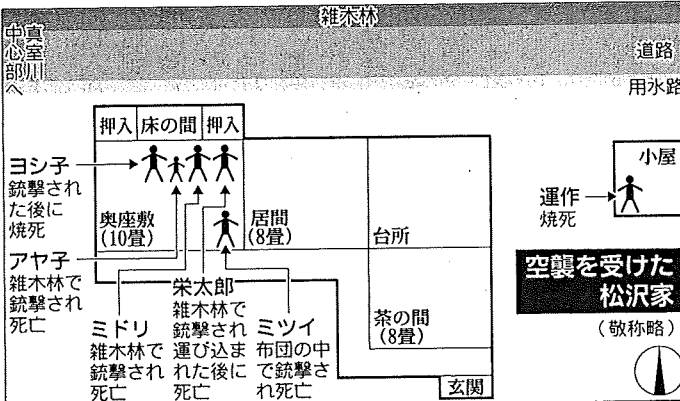 雑木林
真室川
中心部へ
道路
用水路
押入
床の間
押入
小屋
ヨシ子
銃撃され
た後に
焼死
奥座敷
(10畳)
居間
(8畳)
台所
運作
焼死
アヤ子
雑木林で
銃撃され
死亡
ミドリ
雑木林で
銃撃され
死亡
栄太郎
雑木林で
銃撃され
運び込ま
れた後に
死亡
ミツイ
布団の中
で銃撃さ
れ死亡
茶の間
(8畳)
玄関
空襲を受けた
松沢家
(敬称略)